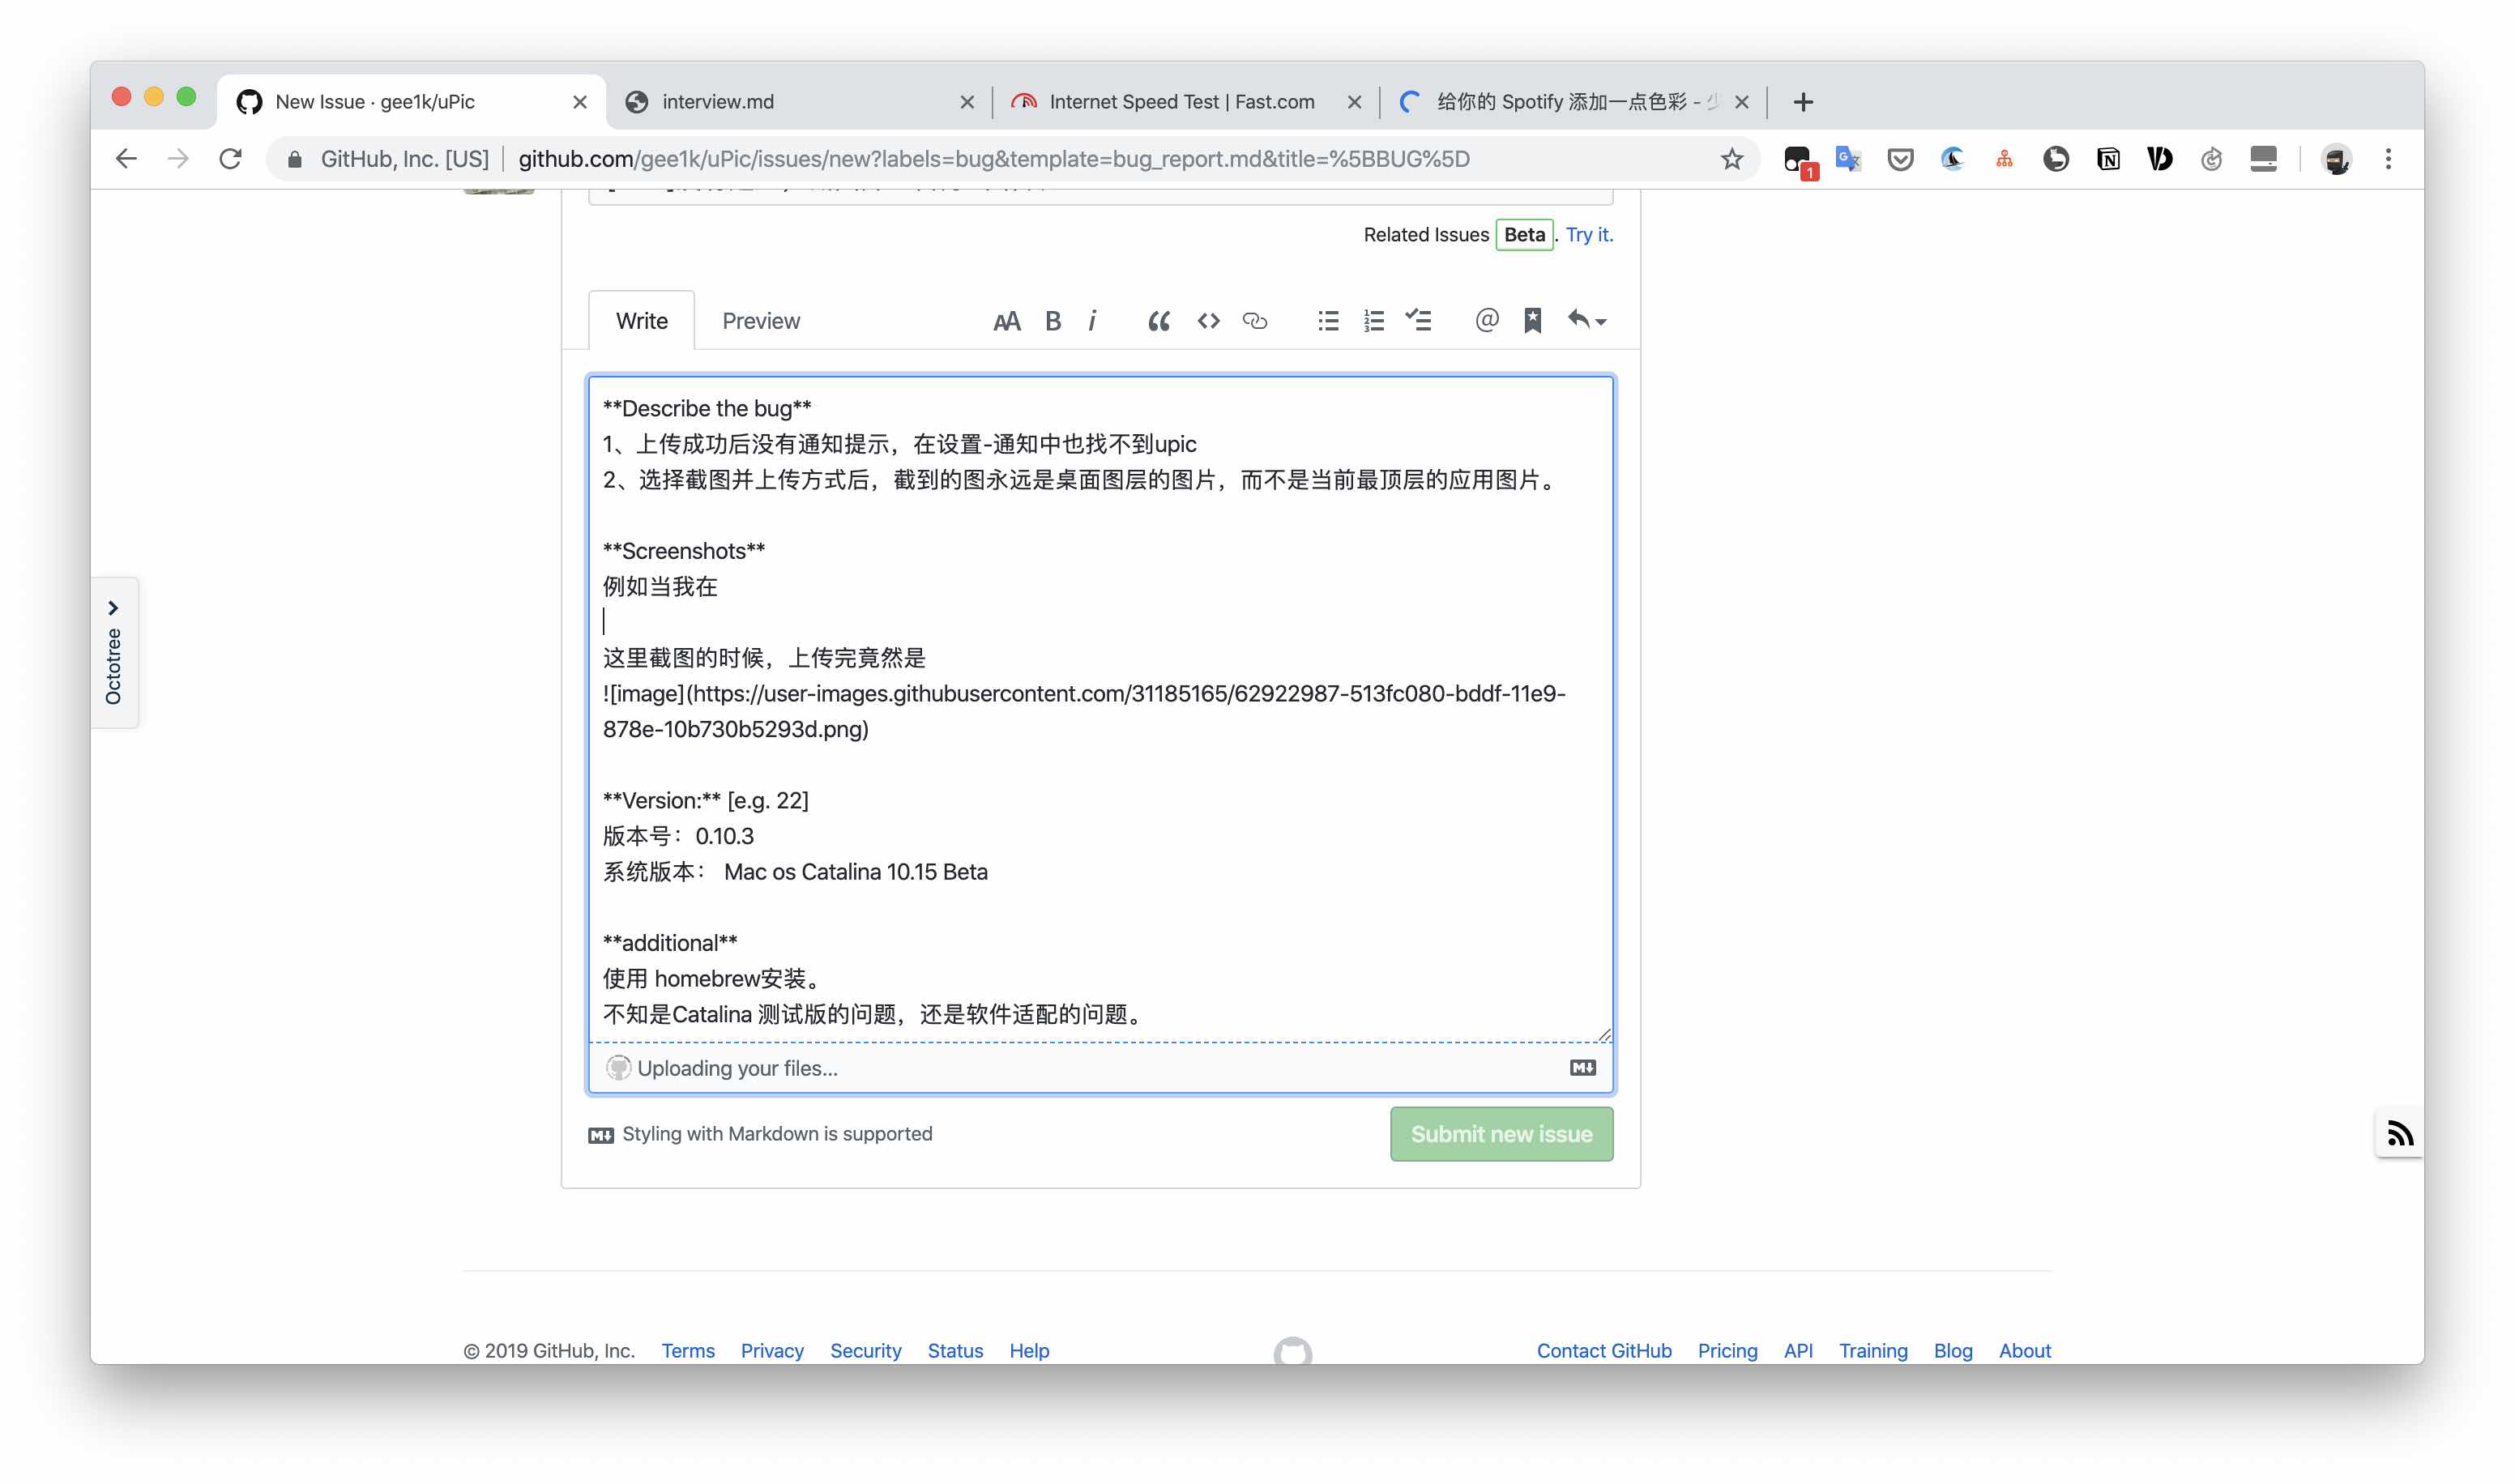 New Issue · gee1k/uPic
interview.md
Internet Speed Test | Fast.com
给你的 Spotify 添加一点色彩 -
GitHub, Inc. [US]
github.com/gee1k/uPic/issues/new?labels=bug&template=bug_report.md&title=%5BBUG%5D
1
Related Issues Beta . Try it.
Write
Preview
**Describe the bug**
1、上传成功后没有通知提示，在设置-通知中也找不到upic
2、选择截图并上传方式后，截到的图永远是桌面图层的图片，而不是当前最顶层的应用图片。
**Screenshots**
例如当我在
这里截图的时候，上传完竟然是
![image](https://user-images.githubusercontent.com/31185165/62922987-513fc080-bddf-11e9-
878e-10b730b5293d.png)
**Version:** [e.g. 22]
版本号：0.10.3
系统版本： Mac os Catalina 10.15 Beta
**additional**
使用 homebrew安装。
不知是Catalina 测试版的问题，还是软件适配的问题。
Uploading your files...
Styling with Markdown is supported
Submit new issue
Octotree
© 2019 GitHub, Inc. Terms Privacy Security Status Help
Contact GitHub Pricing API Training Blog About